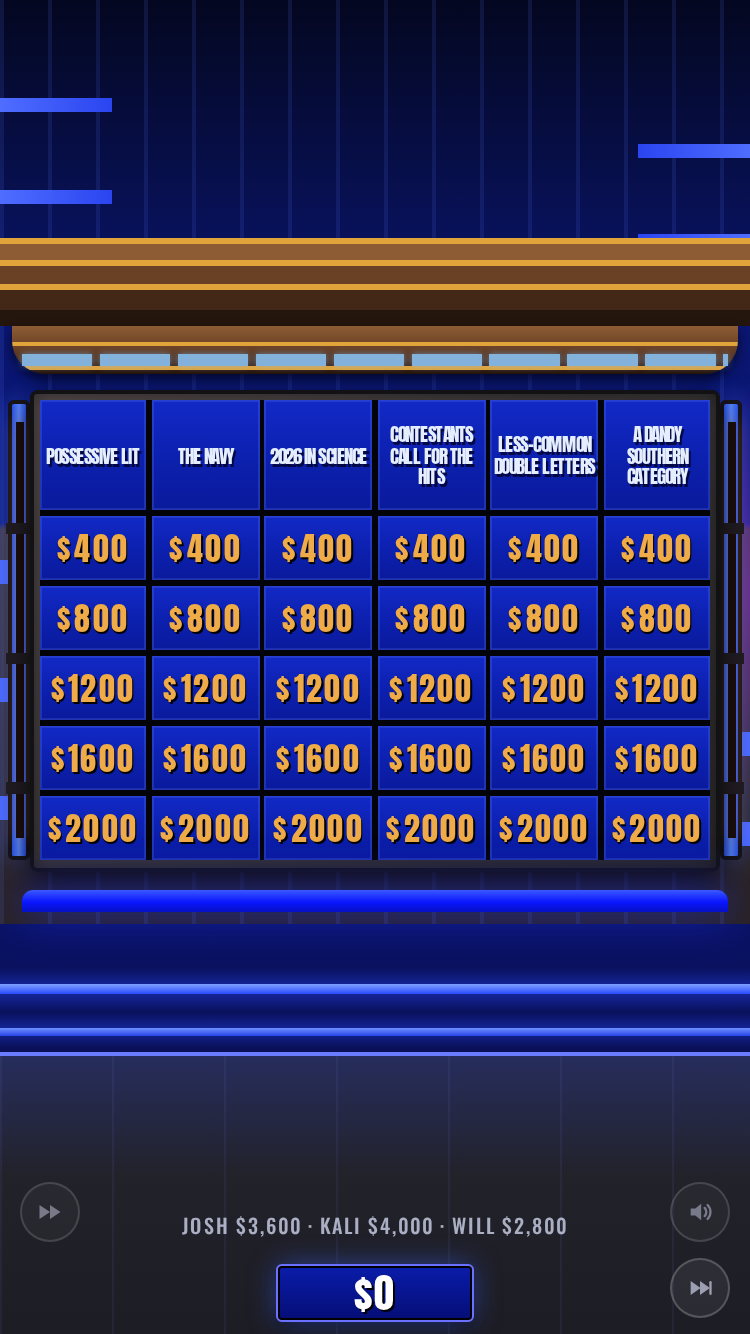 POSSESSIVE LIT
THE NAVY
2026 IN SCIENCE
CONTESTANTS
CALL FOR THE
HITS
LESS-COMMON
DOUBLE LETTERS
A DANDY
SOUTHERN
CATEGORY
$400 $400 $400 $400 $400 $400
$800 $800 $800 $800 $800 $800
$1200 $1200 $1200 $1200 $1200 $1200
$1600 $1600 $1600 $1600 $1600 $1600
$2000 $2000 $2000 $2000 $2000 $2000
JOSH $3,600 · KALI $4,000 · WILL $2,800
$0